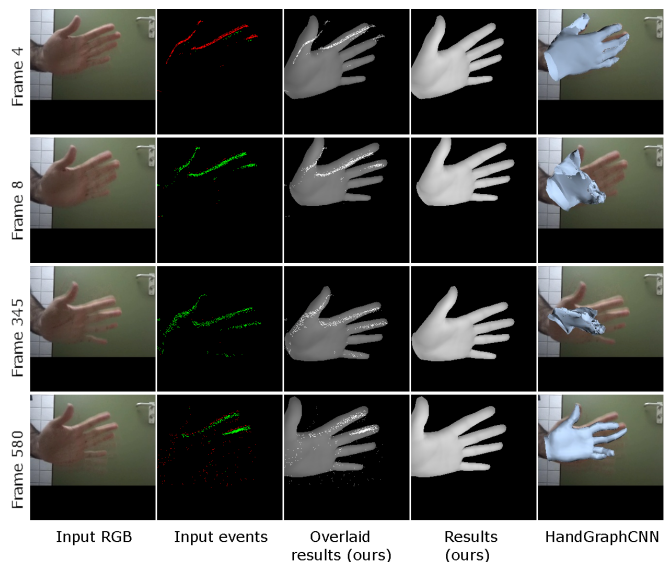 Frame 4
Frame 8
Frame 345
Frame 580
Input RGB
Input events
Overlaid
results (ours)
Results
(ours)
HandGraphCNN